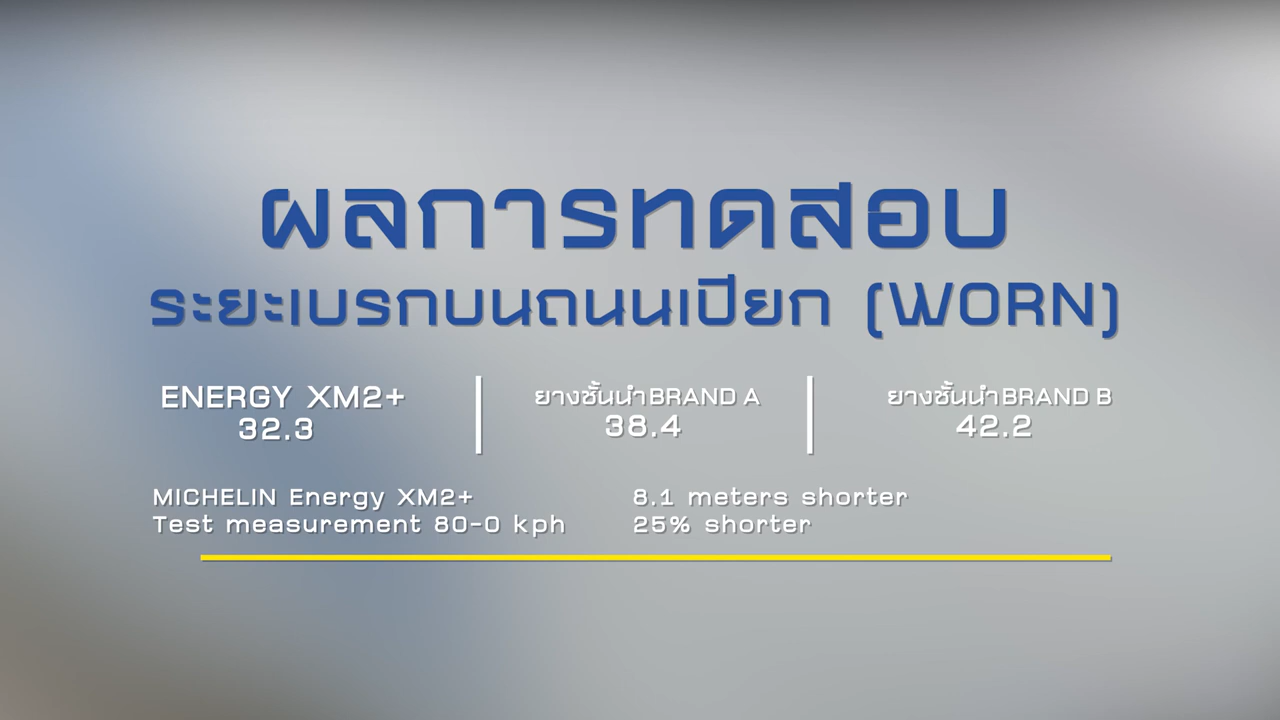 ผลการทดสอบ
ระยะเบรกบนถนนเปียก (WORN)
ENERGY XM2+
32.3
ยางชั้นนำBRAND A
38.4
ยางชั้นนำBRAND B
42.2
MICHELIN Energy XM2+ 8.1 meters shorter
Test measurement 80-0 kph 25% shorter